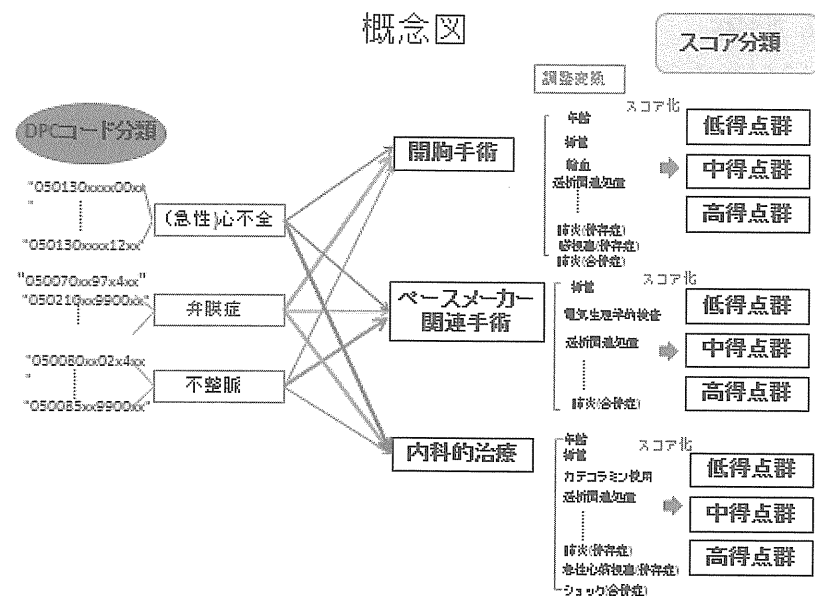 概念図
スコア分類
DPCコード分類
"050130xxxx00xx
"
"050130xxxx12xx"
"050070xx97x4xx"
"050210xx9900xx"
"050060xx02x4xx
"
"050085xx9900xx"
(急性)心不全
弁膜症
不整脈
開胸手術
ペースメーカー
関連手術
内科的治療
調整変数
年齢
挿管
輸血
透析関連処置
肺炎(併存症)
脳梗塞(併存症)
肺炎(合併症)
スコア化
低得点群
中得点群
高得点群
挿管
電気生理学的検査
透析関連処置
肺炎(合併症)
スコア化
低得点群
中得点群
高得点群
年齢
挿管
カテコラミン使用
透析関連処置
肺炎(併存症)
急性心筋梗塞(併存症)
ショック(合併症)
スコア化
低得点群
中得点群
高得点群